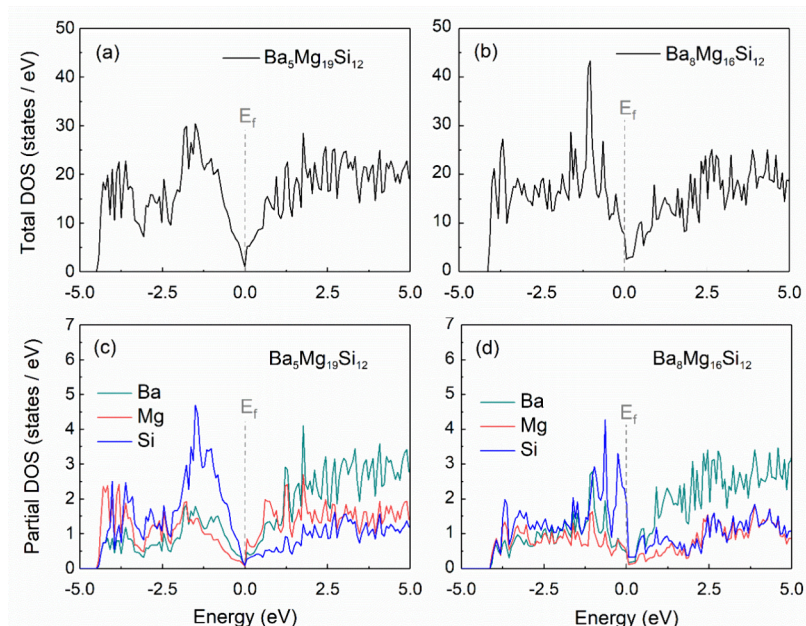 (a) Ba₅Mg₁₉Si₁₂
E_f
Total DOS (states / eV)
50
40
30
20
10
0
-5.0 -2.5 0.0 2.5 5.0
(b) Ba₈Mg₁₆Si₁₂
E_f
50
40
30
20
10
0
-5.0 -2.5 0.0 2.5 5.0
(c) Ba₅Mg₁₉Si₁₂
Ba
Mg
Si
E_f
Partial DOS (states / eV)
7
6
5
4
3
2
1
0
-5.0 -2.5 0.0 2.5 5.0
Energy (eV)
(d) Ba₈Mg₁₆Si₁₂
Ba
Mg
Si
E_f
7
6
5
4
3
2
1
0
-5.0 -2.5 0.0 2.5 5.0
Energy (eV)